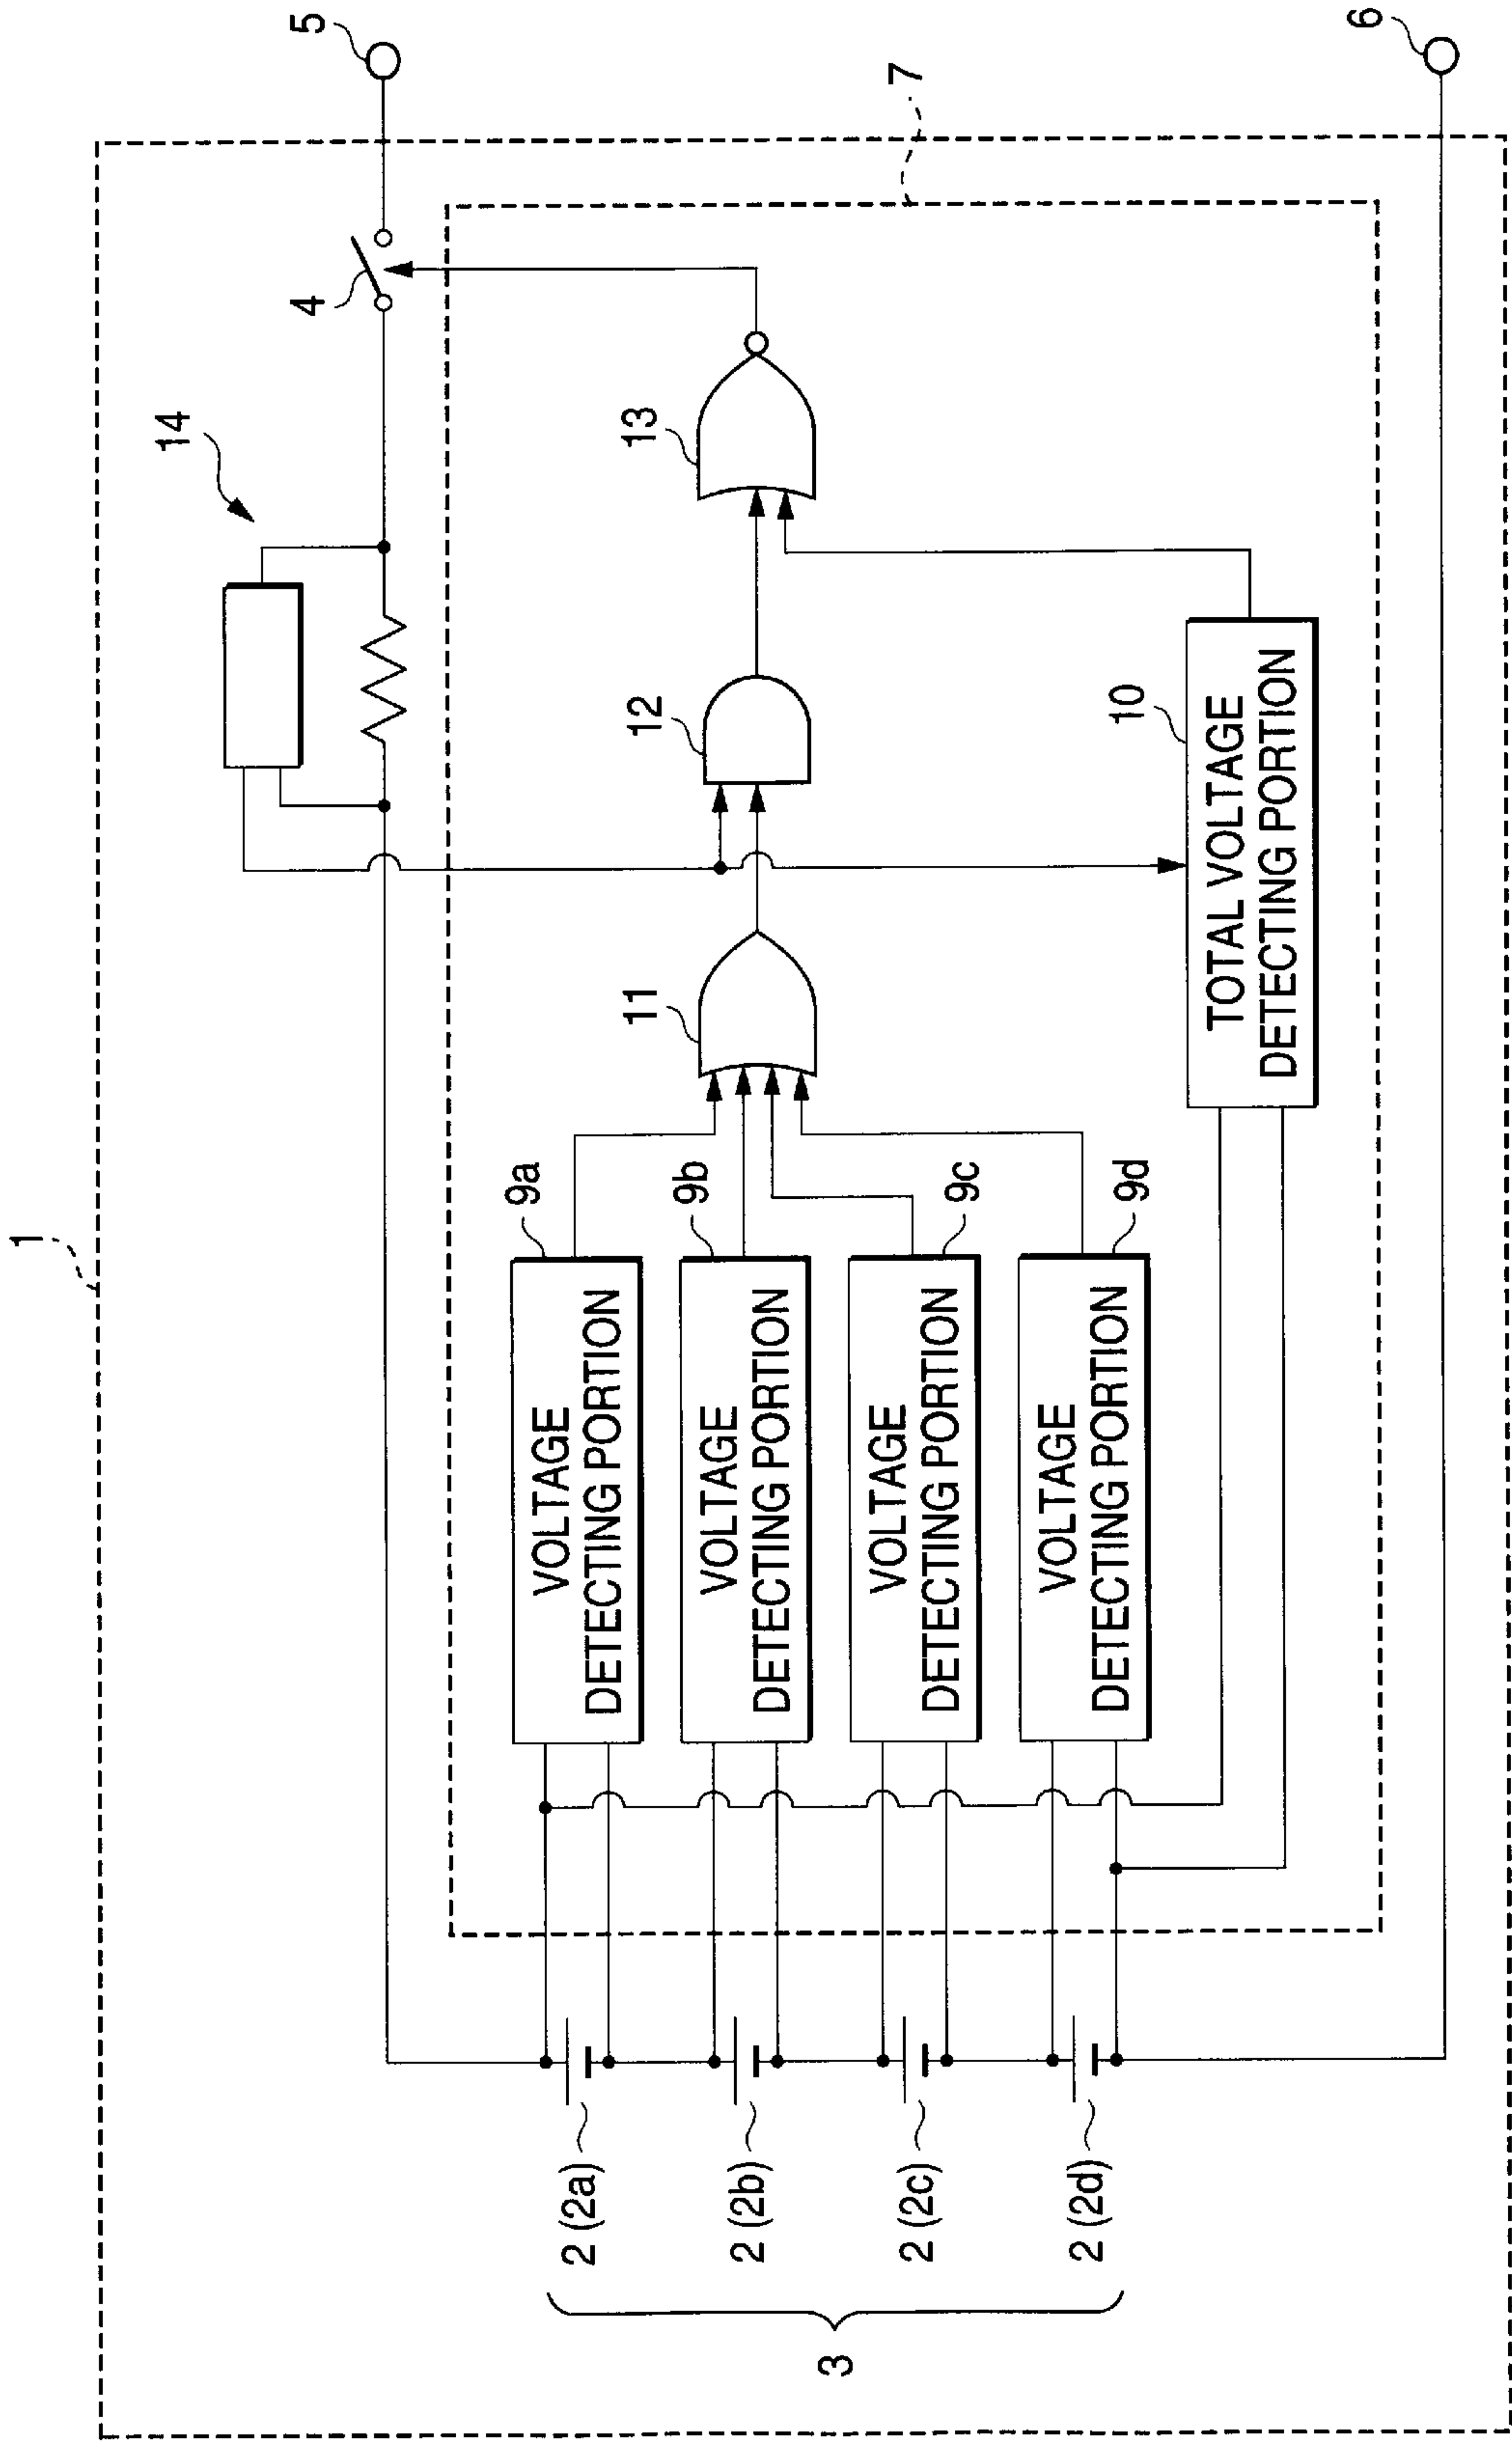 1
14
4
5
7
9a
VOLTAGE
DETECTING PORTION
9b
VOLTAGE
DETECTING PORTION
9c
VOLTAGE
DETECTING PORTION
9d
VOLTAGE
DETECTING PORTION
11
12
13
10
TOTAL VOLTAGE
DETECTING PORTION
2 (2a)
2 (2b)
2 (2c)
2 (2d)
3
6